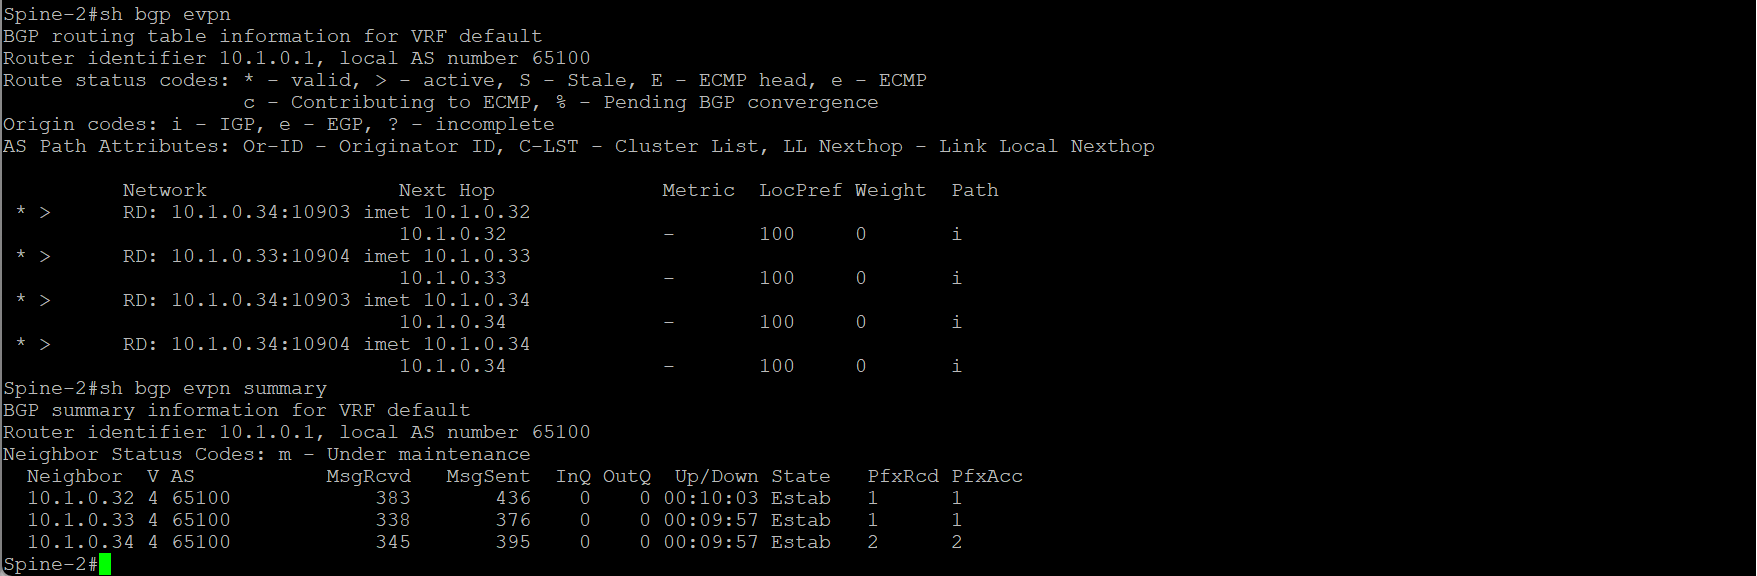 Spine-2#sh bgp evpn
BGP routing table information for VRF default
Router identifier 10.1.0.1, local AS number 65100
Route status codes: * - valid, > - active, S - Stale, E - ECMP head, e - ECMP
                    c - Contributing to ECMP, % - Pending BGP convergence
Origin codes: i - IGP, e - EGP, ? - incomplete
AS Path Attributes: Or-ID - Originator ID, C-LST - Cluster List, LL Nexthop - Link Local Nexthop

          Network                Next Hop              Metric  LocPref Weight  Path
 * >      RD: 10.1.0.34:10903 imet 10.1.0.32
                                 10.1.0.32             -       100     0       i
 * >      RD: 10.1.0.33:10904 imet 10.1.0.33
                                 10.1.0.33             -       100     0       i
 * >      RD: 10.1.0.34:10903 imet 10.1.0.34
                                 10.1.0.34             -       100     0       i
 * >      RD: 10.1.0.34:10904 imet 10.1.0.34
                                 10.1.0.34             -       100     0       i
Spine-2#sh bgp evpn summary
BGP summary information for VRF default
Router identifier 10.1.0.1, local AS number 65100
Neighbor Status Codes: m - Under maintenance
  Neighbor  V AS           MsgRcvd   MsgSent  InQ OutQ  Up/Down State   PfxRcd PfxAcc
  10.1.0.32 4 65100            383       436    0    0 00:10:03 Estab   1      1
  10.1.0.33 4 65100            338       376    0    0 00:09:57 Estab   1      1
  10.1.0.34 4 65100            345       395    0    0 00:09:57 Estab   2      2
Spine-2#